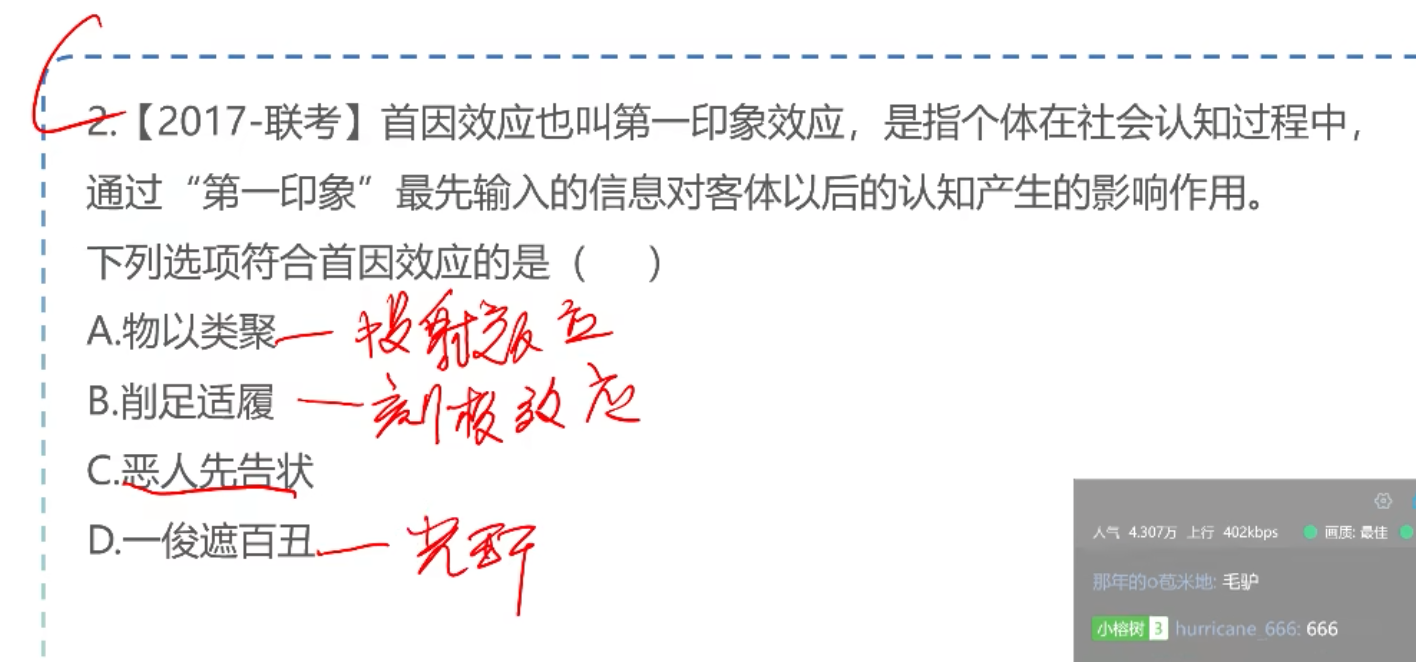 2.【2017-联考】首因效应也叫第一印象效应，是指个体在社会认知过程中，
通过“第一印象”最先输入的信息对客体以后的认知产生的影响作用。
下列选项符合首因效应的是（　　）
A.物以类聚 — 投射效应
B.削足适履 — 刻板效应
C.恶人先告状
D.一俊遮百丑 — 光环
人气 4.307万 上行 402kbps 画质: 最佳
那年的o苞米地: 毛驴
小榕树 3 hurricane_666: 666